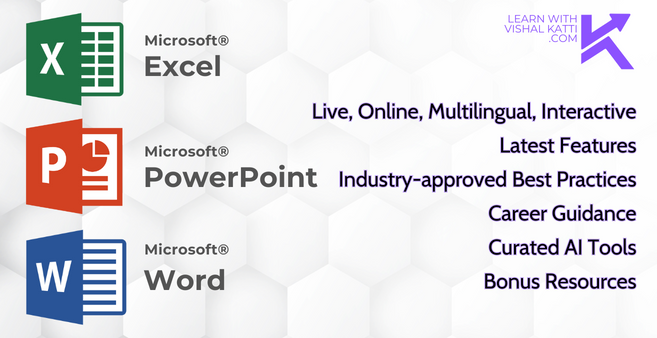 LEARN WITH
VISHAL KATTI
.COM
X
Microsoft®
Excel
P
Microsoft®
PowerPoint
W
Microsoft®
Word
Live, Online, Multilingual, Interactive
Latest Features
Industry-approved Best Practices
Career Guidance
Curated AI Tools
Bonus Resources